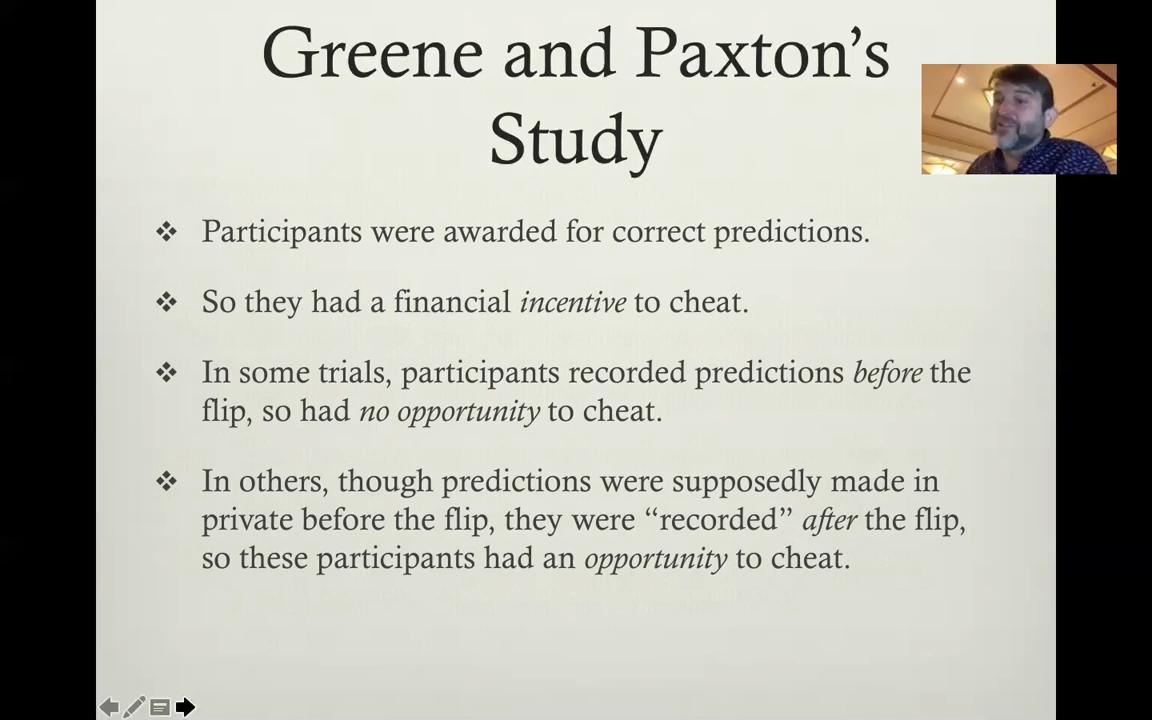 Greene and Paxton’s
Study
Participants were awarded for correct predictions.
So they had a financial incentive to cheat.
In some trials, participants recorded predictions before the
flip, so had no opportunity to cheat.
In others, though predictions were supposedly made in
private before the flip, they were “recorded” after the flip,
so these participants had an opportunity to cheat.